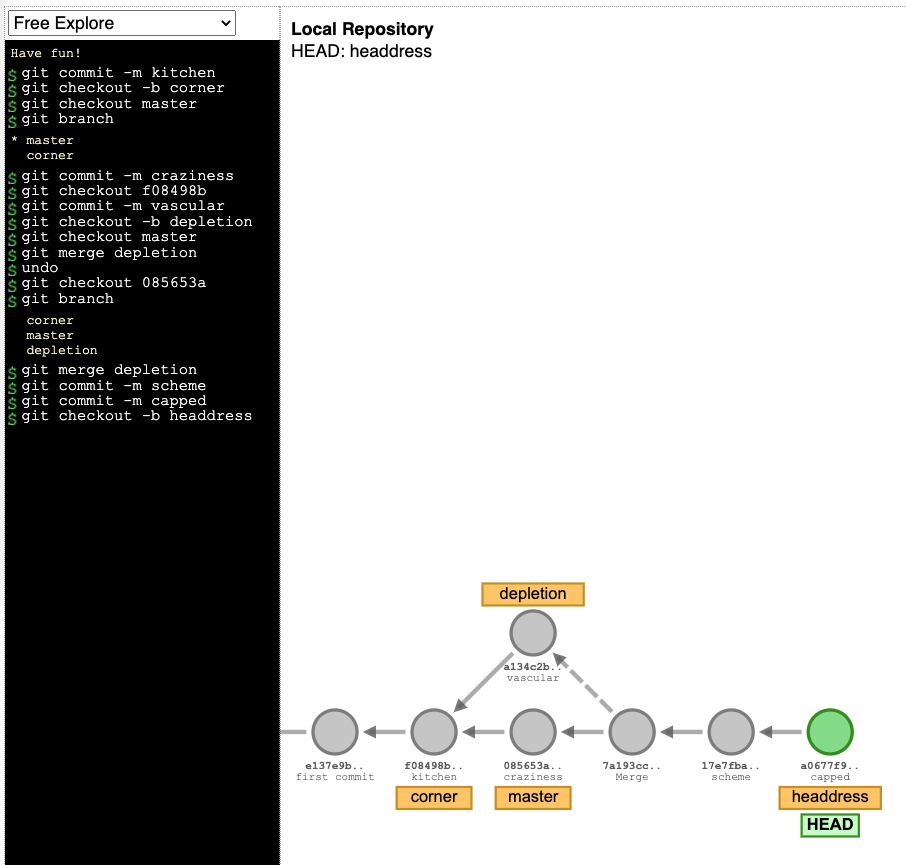 Free Explore
Have fun!
$ git commit -m kitchen
$ git checkout -b corner
$ git checkout master
$ git branch
* master
corner
$ git commit -m craziness
$ git checkout f08498b
$ git commit -m vascular
$ git checkout -b depletion
$ git checkout master
$ git merge depletion
$ undo
$ git checkout 085653a
$ git branch
corner
master
depletion
$ git merge depletion
$ git commit -m scheme
$ git commit -m capped
$ git checkout -b headdress
Local Repository
HEAD: headdress
depletion
a134c2b..
vascular
e137e9b.. f08498b.. 085653a.. 7a193cc.. 17e7fba.. a0677f9..
first commit kitchen craziness Merge scheme capped
corner master headdress
HEAD